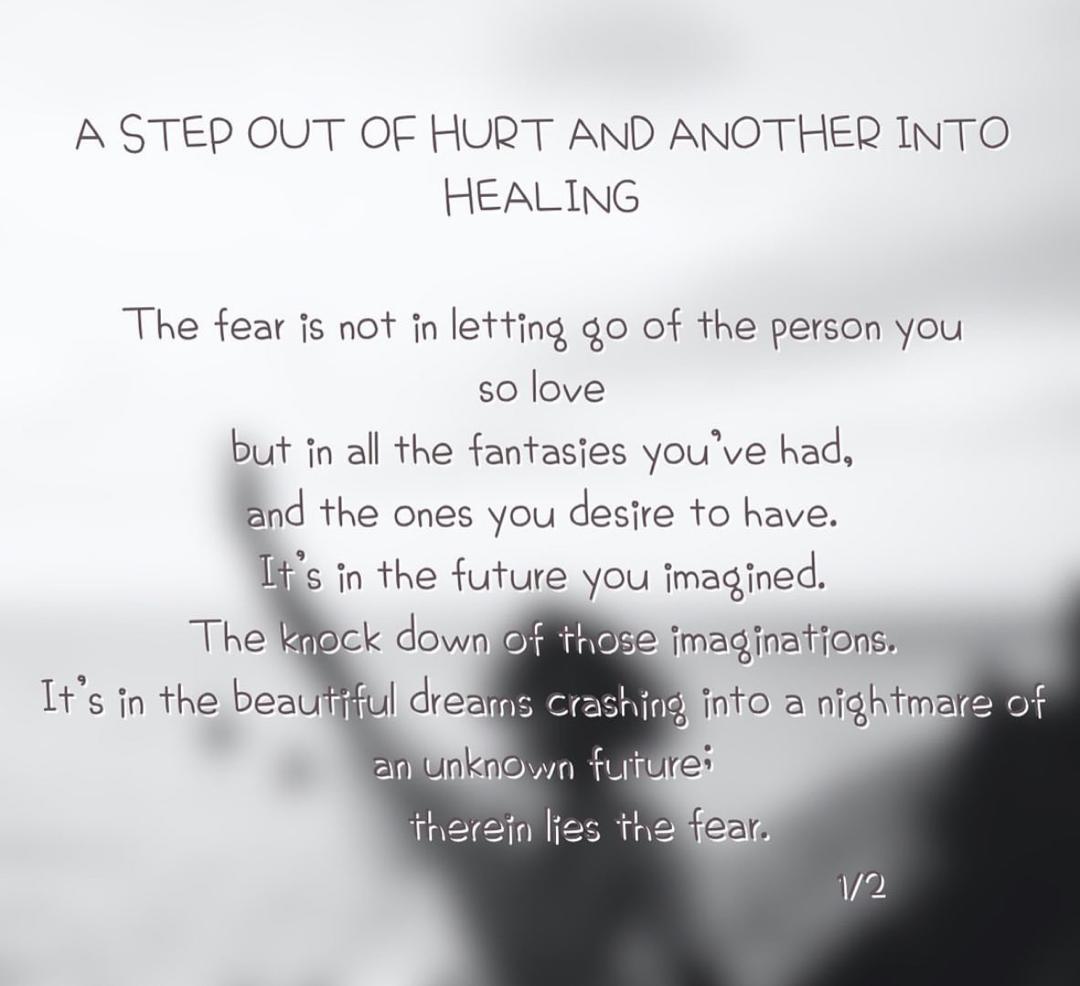 A STEP OUT OF HURT AND ANOTHER INTO
HEALING
The fear is not in letting go of the person you
so love
but in all the fantasies you've had,
and the ones you desire to have.
It's in the future you imagined.
The knock down of those imaginations.
It's in the beautiful dreams crashing into a nightmare of
an unknown future;
therein lies the fear.
1/2